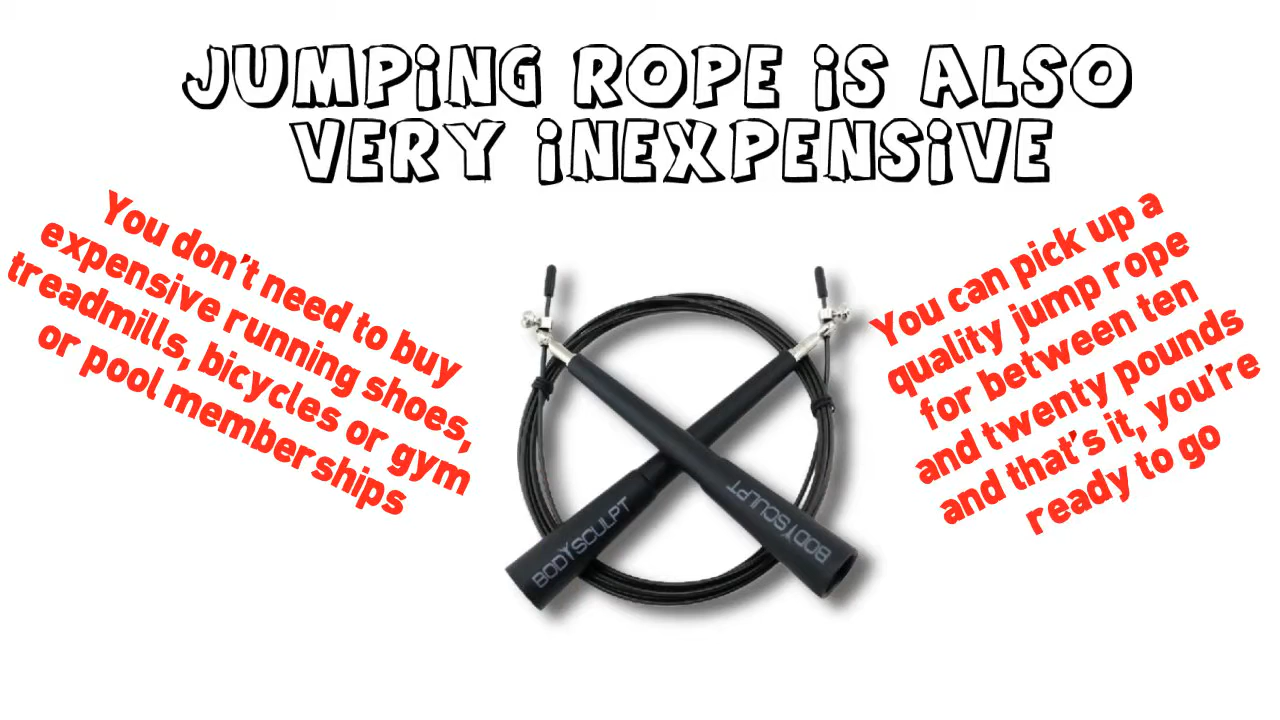 JUMPiNG ROPE iS ALSO
VERY iNEXPENSiVE
You don't need to buy
expensive running shoes,
treadmills, bicycles or gym
or pool memberships
You can pick up a
quality jump rope
for between ten
and twenty pounds
and that's it, you're
ready to go
BODYSCULPT
BODYSCULPT